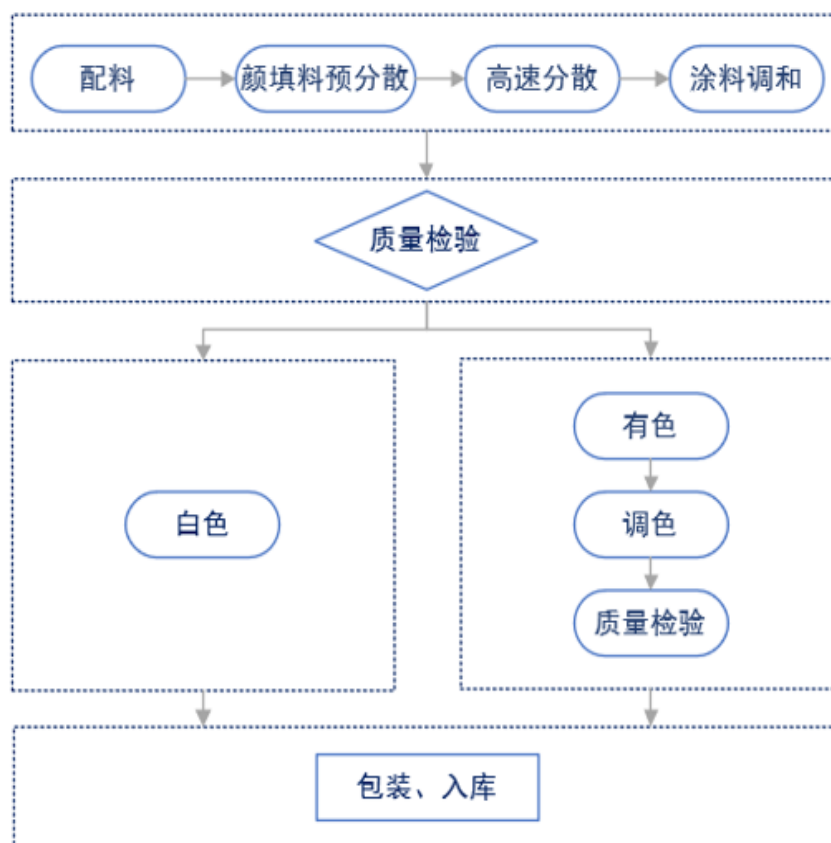 配料
颜填料预分散
高速分散
涂料调和
质量检验
白色
有色
调色
质量检验
包装、入库